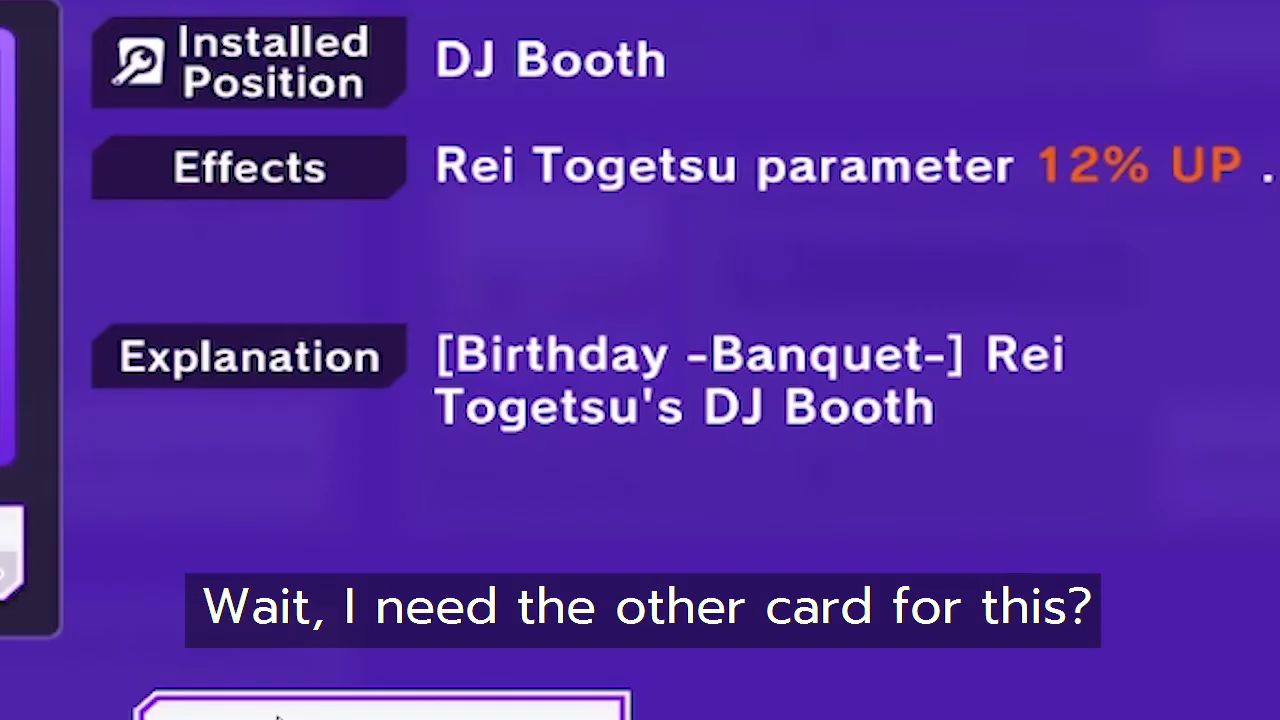 Installed
Position
DJ Booth
Effects
Rei Togetsu parameter 12% UP .
Explanation
[Birthday -Banquet-] Rei
Togetsu's DJ Booth
Wait, I need the other card for this?